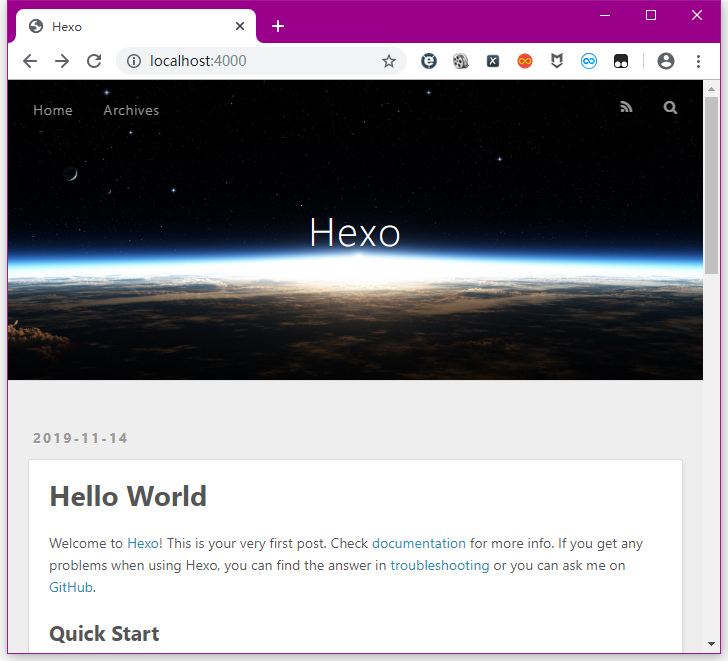 Hexo
localhost:4000
Home
Archives
Hexo
2019-11-14
Hello World
Welcome to Hexo! This is your very first post. Check documentation for more info. If you get any
problems when using Hexo, you can find the answer in troubleshooting or you can ask me on
GitHub.
Quick Start